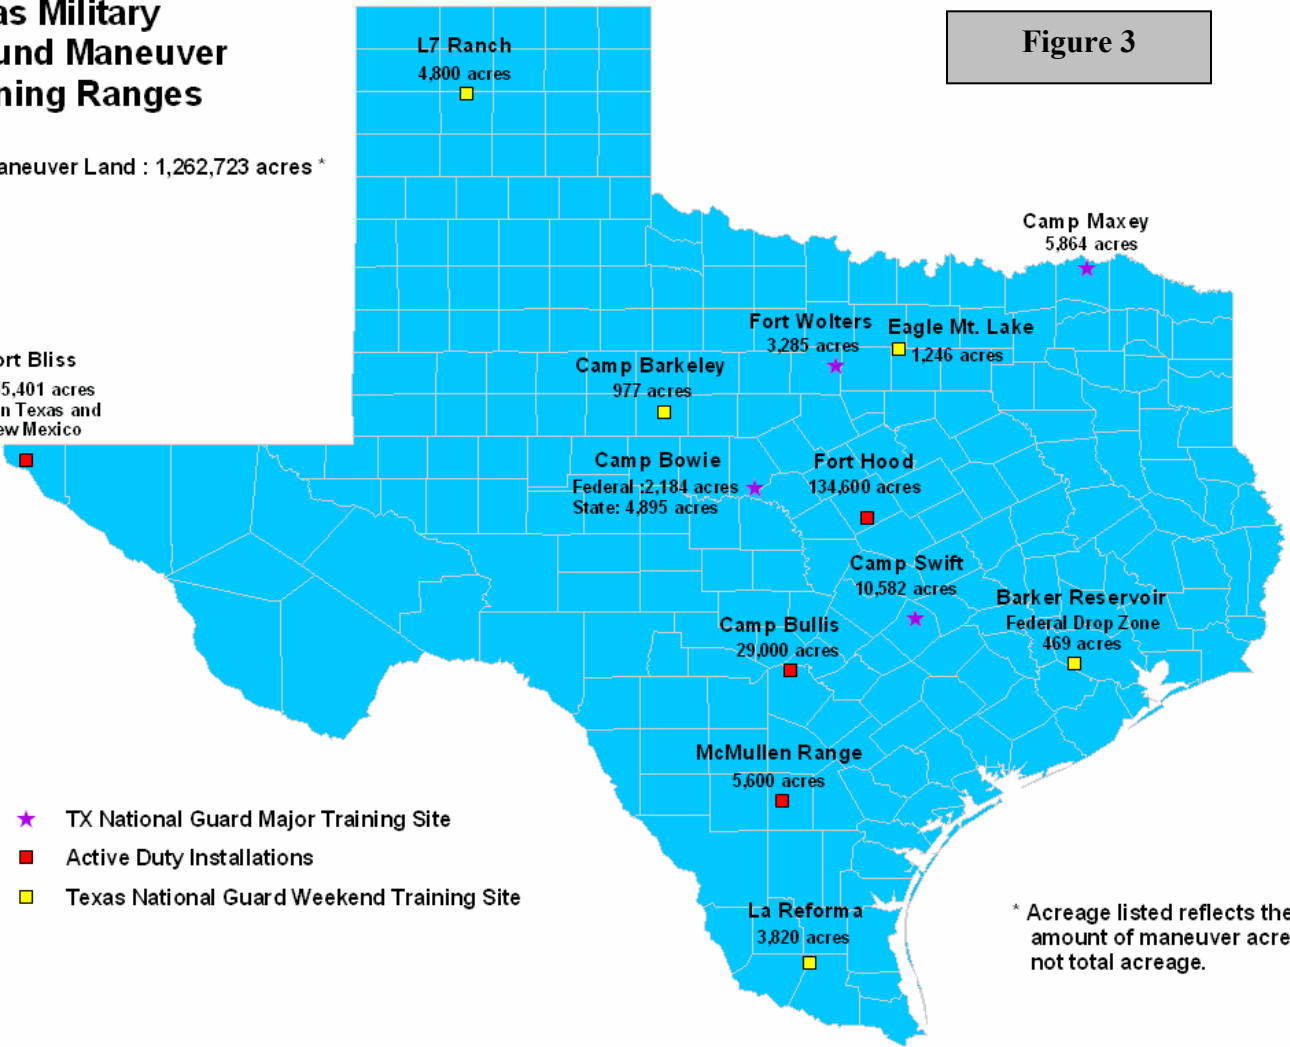 as Military
und Maneuver
ning Ranges
aneuver Land : 1,262,723 acres *
Figure 3
L7 Ranch
4,800 acres
Camp Maxey
5,864 acres
Fort Wolters
3,285 acres
Eagle Mt. Lake
1,246 acres
ort Bliss
5,401 acres
n Texas and
ew Mexico
Camp Barkeley
977 acres
Camp Bowie
Federal :2,184 acres
State: 4,895 acres
Fort Hood
134,600 acres
Camp Swift
10,582 acres
Barker Reservoir
Federal Drop Zone
469 acres
Camp Bullis
29,000 acres
McMullen Range
5,600 acres
La Reforma
3,820 acres
TX National Guard Major Training Site
Active Duty Installations
Texas National Guard Weekend Training Site
* Acreage listed reflects the
amount of maneuver acre
not total acreage.